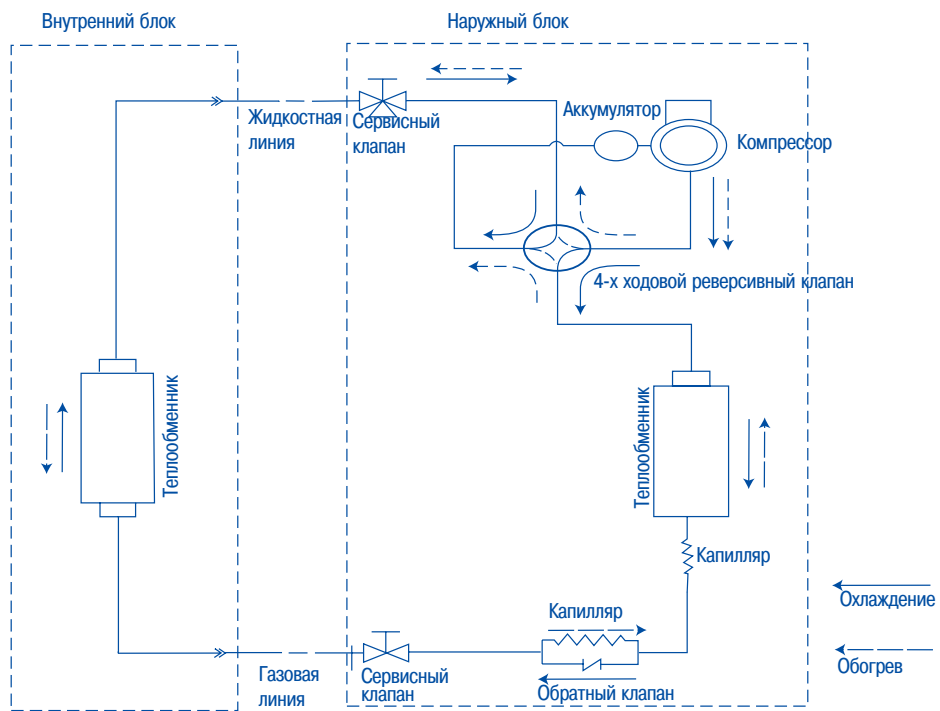 Внутренний блок
Наружный блок
Жидкостная
линия
Сервисный
клапан
Аккумулятор
Компрессор
4-х ходовой реверсивный клапан
Теплообменник
Теплообменник
Капилляр
Капилляр
Охлаждение
Газовая
линия
Сервисный
клапан
Обратный клапан
Обогрев